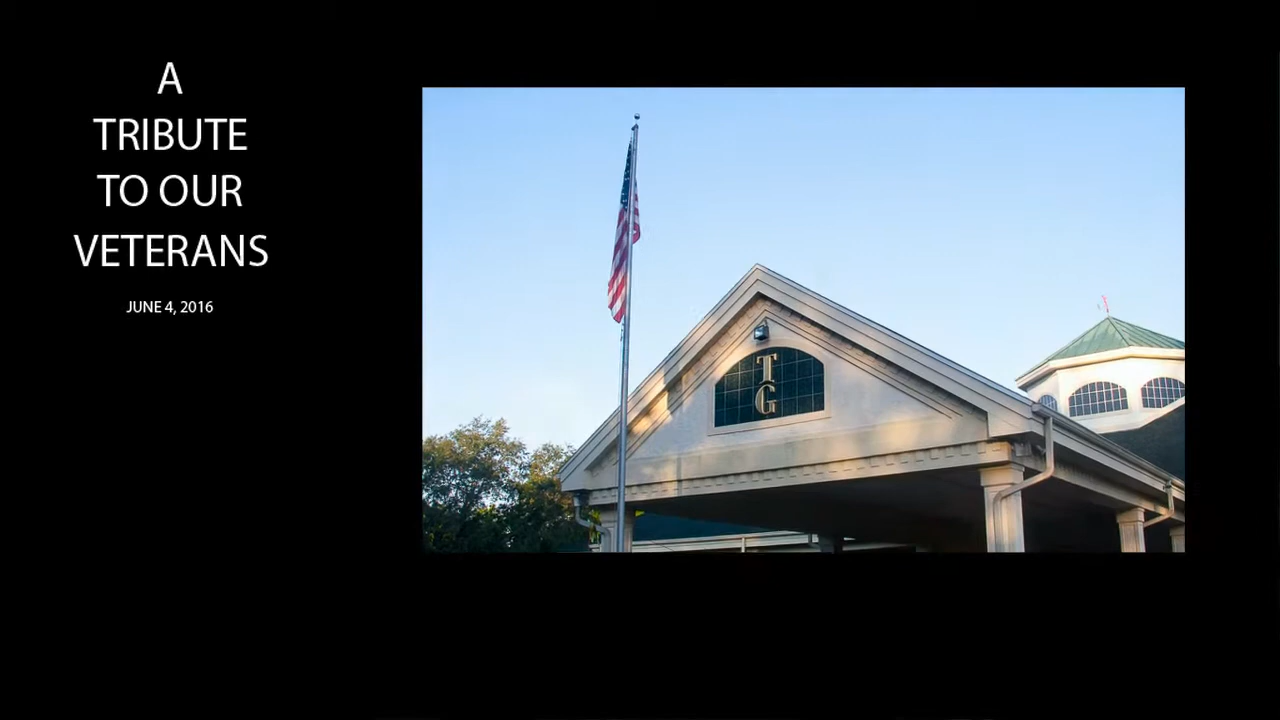 A
TRIBUTE
TO OUR
VETERANS
JUNE 4, 2016
T
G